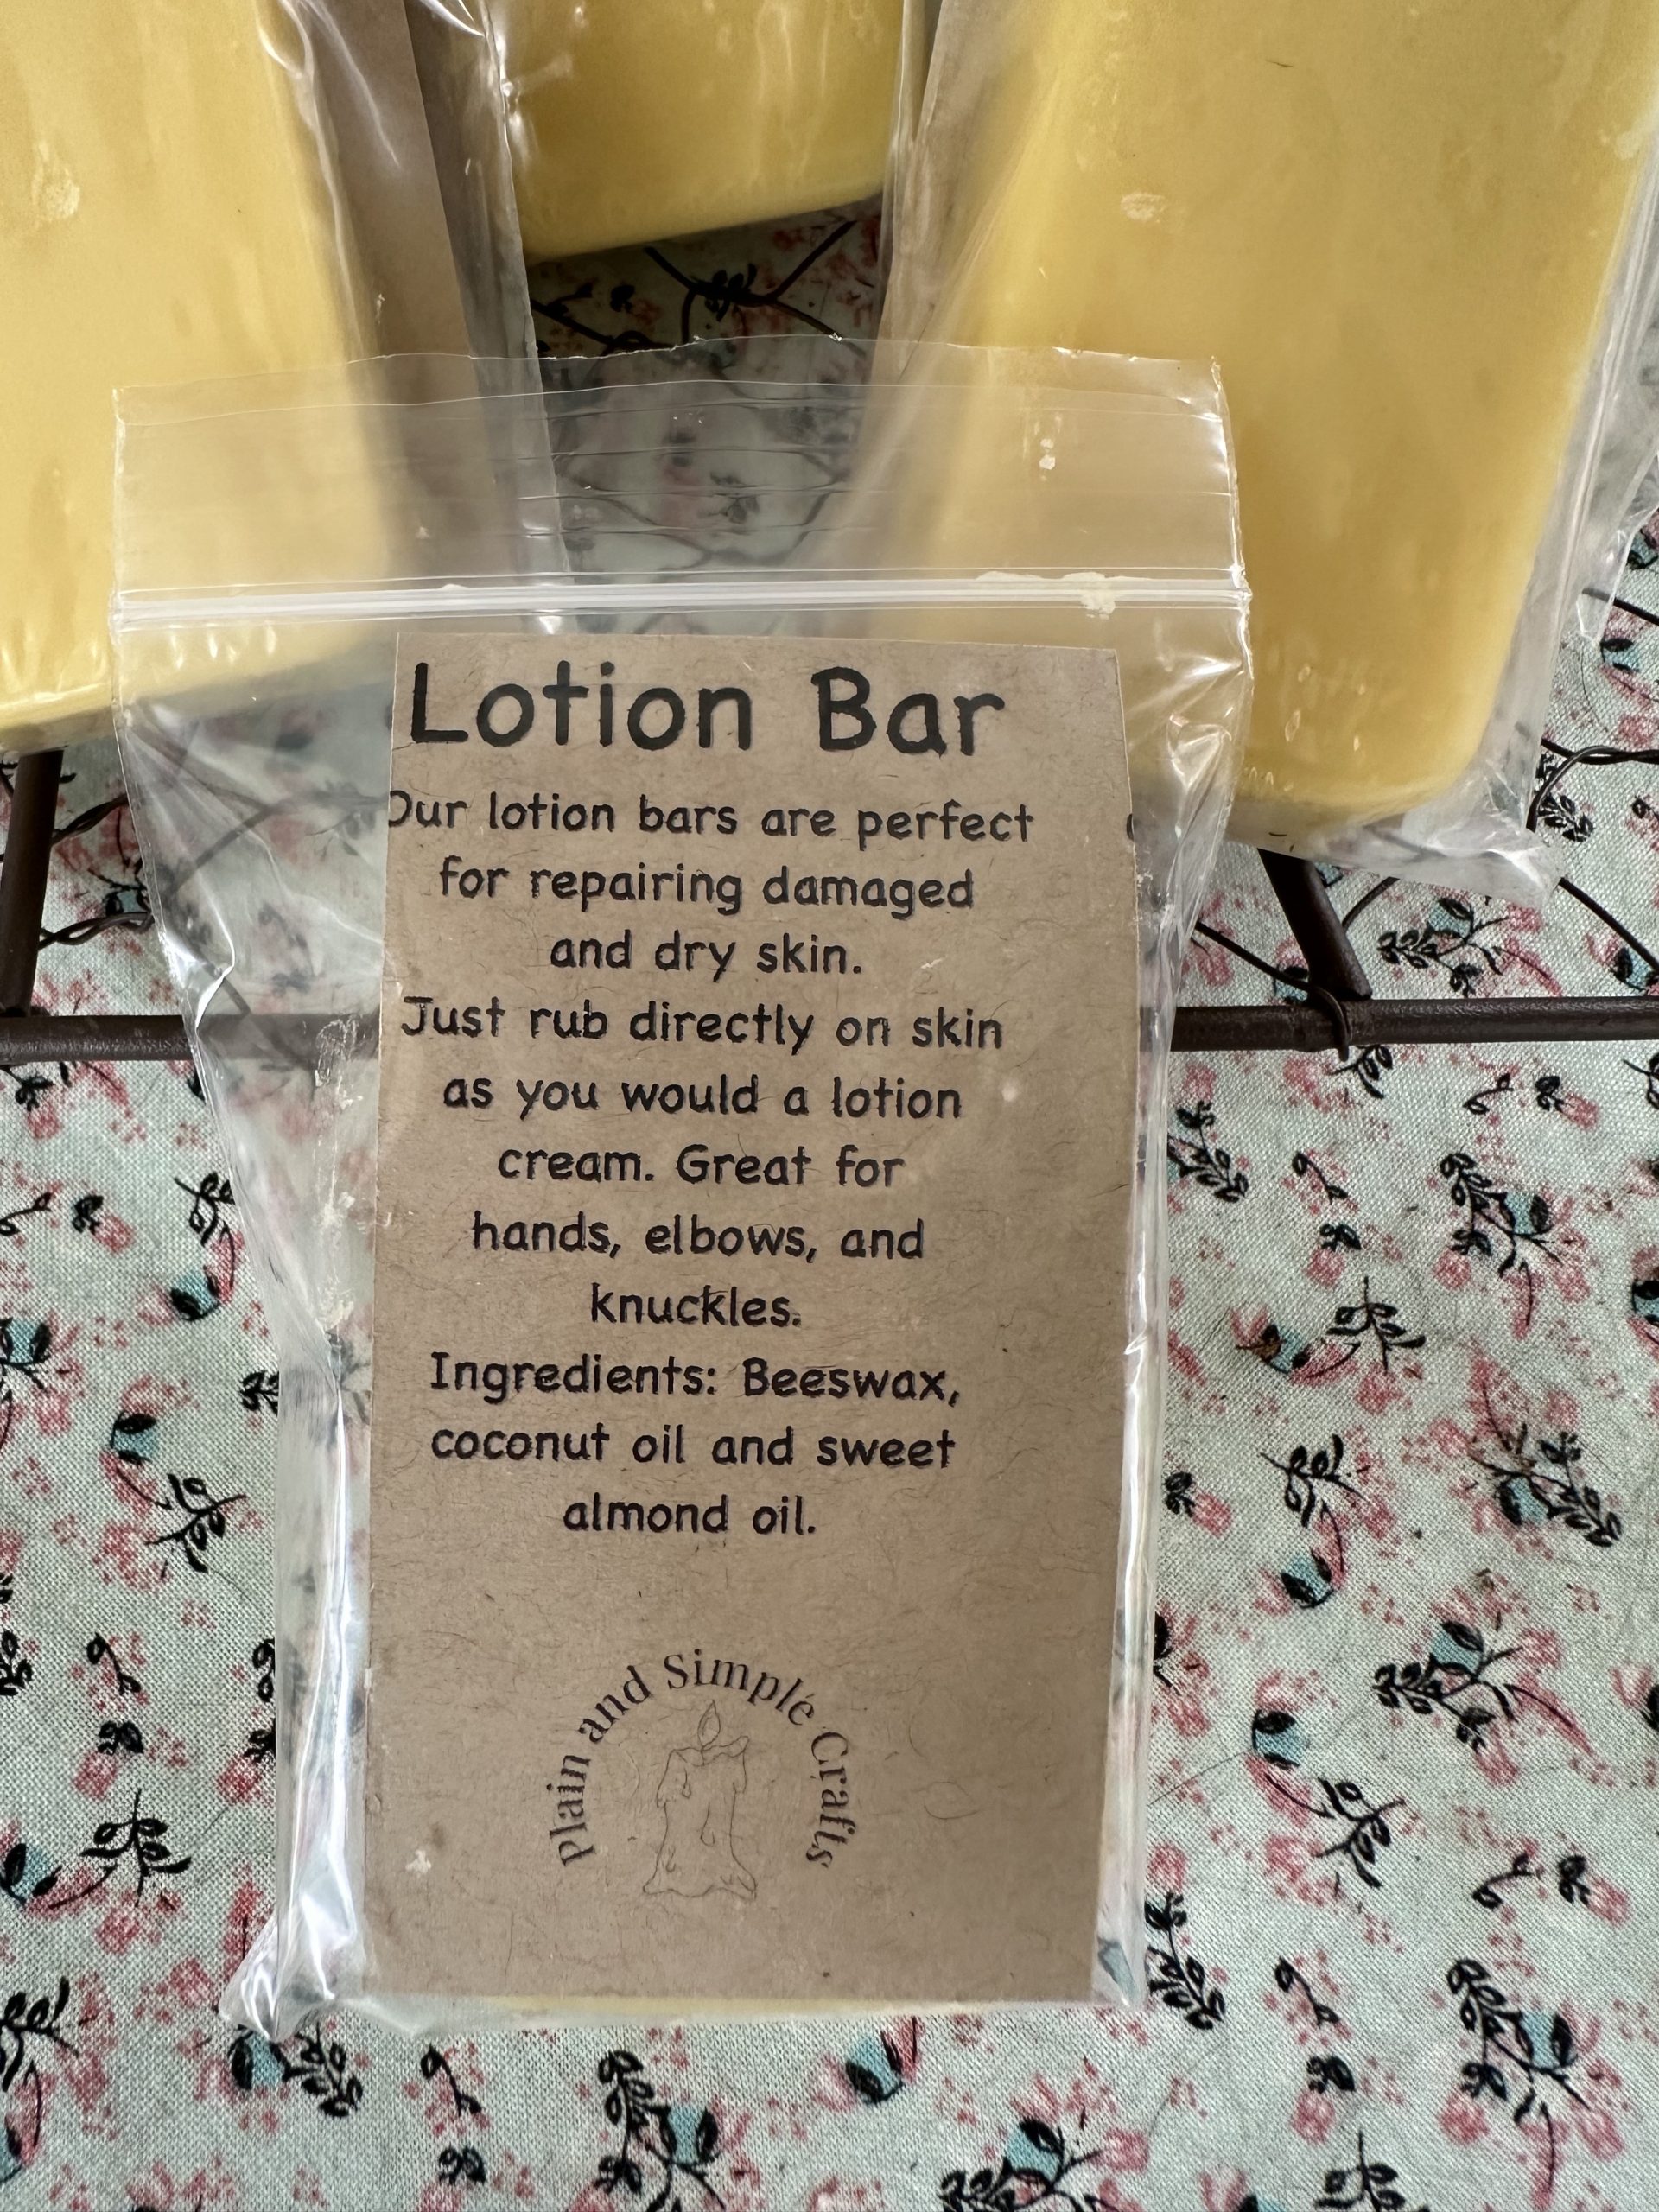 Lotion Bar
Our lotion bars are perfect
for repairing damaged
and dry skin.
Just rub directly on skin
as you would a lotion
cream. Great for
hands, elbows, and
knuckles.
Ingredients: Beeswax,
coconut oil and sweet
almond oil.
Plain and Simple Crafts